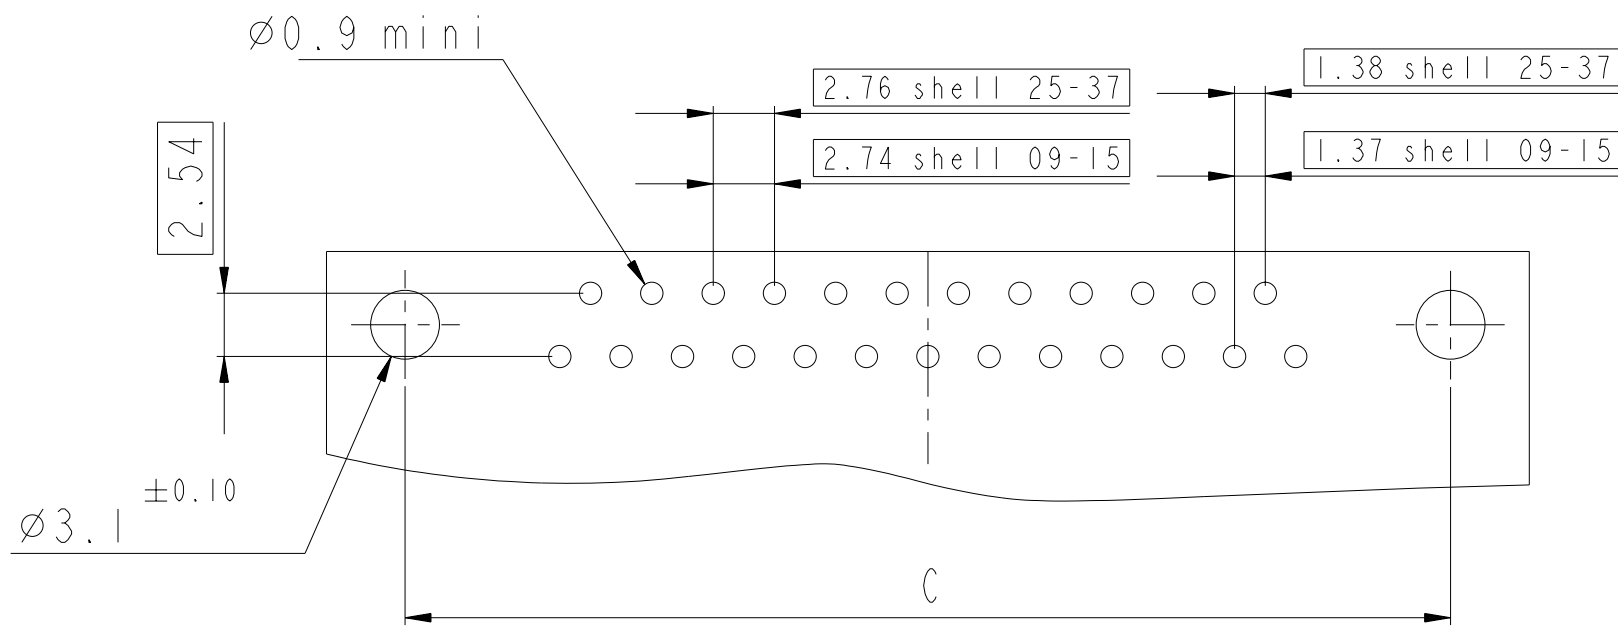 Ø0.9 mini
2.76 shell 25-37
1.38 shell 25-37
2.74 shell 09-15
1.37 shell 09-15
2.54
±0.10
Ø3.1
C